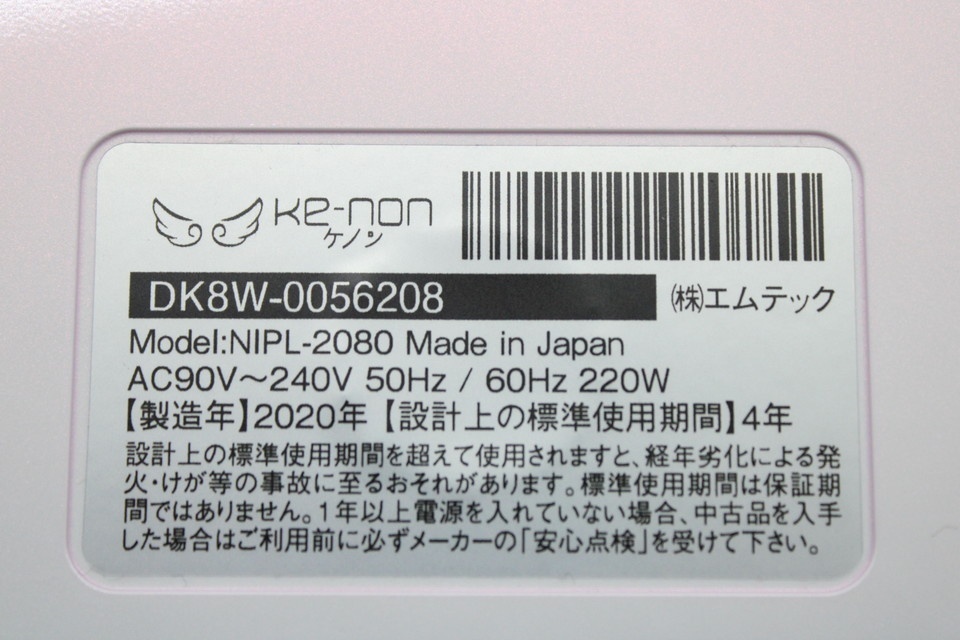 Ke-non
ケノン
DK8W-0056208
㈱エムテック
Model:NIPL-2080 Made in Japan
AC90V～240V 50Hz / 60Hz 220W
【製造年】2020年【設計上の標準使用期間】4年
設計上の標準使用期間を超えて使用されますと、経年劣化による発
火・けが等の事故に至るおそれがあります。標準使用期間は保証期
間ではありません。1年以上電源を入れていない場合、中古品を入手
した場合はご利用前に必ずメーカーの「安心点検」を受けて下さい。